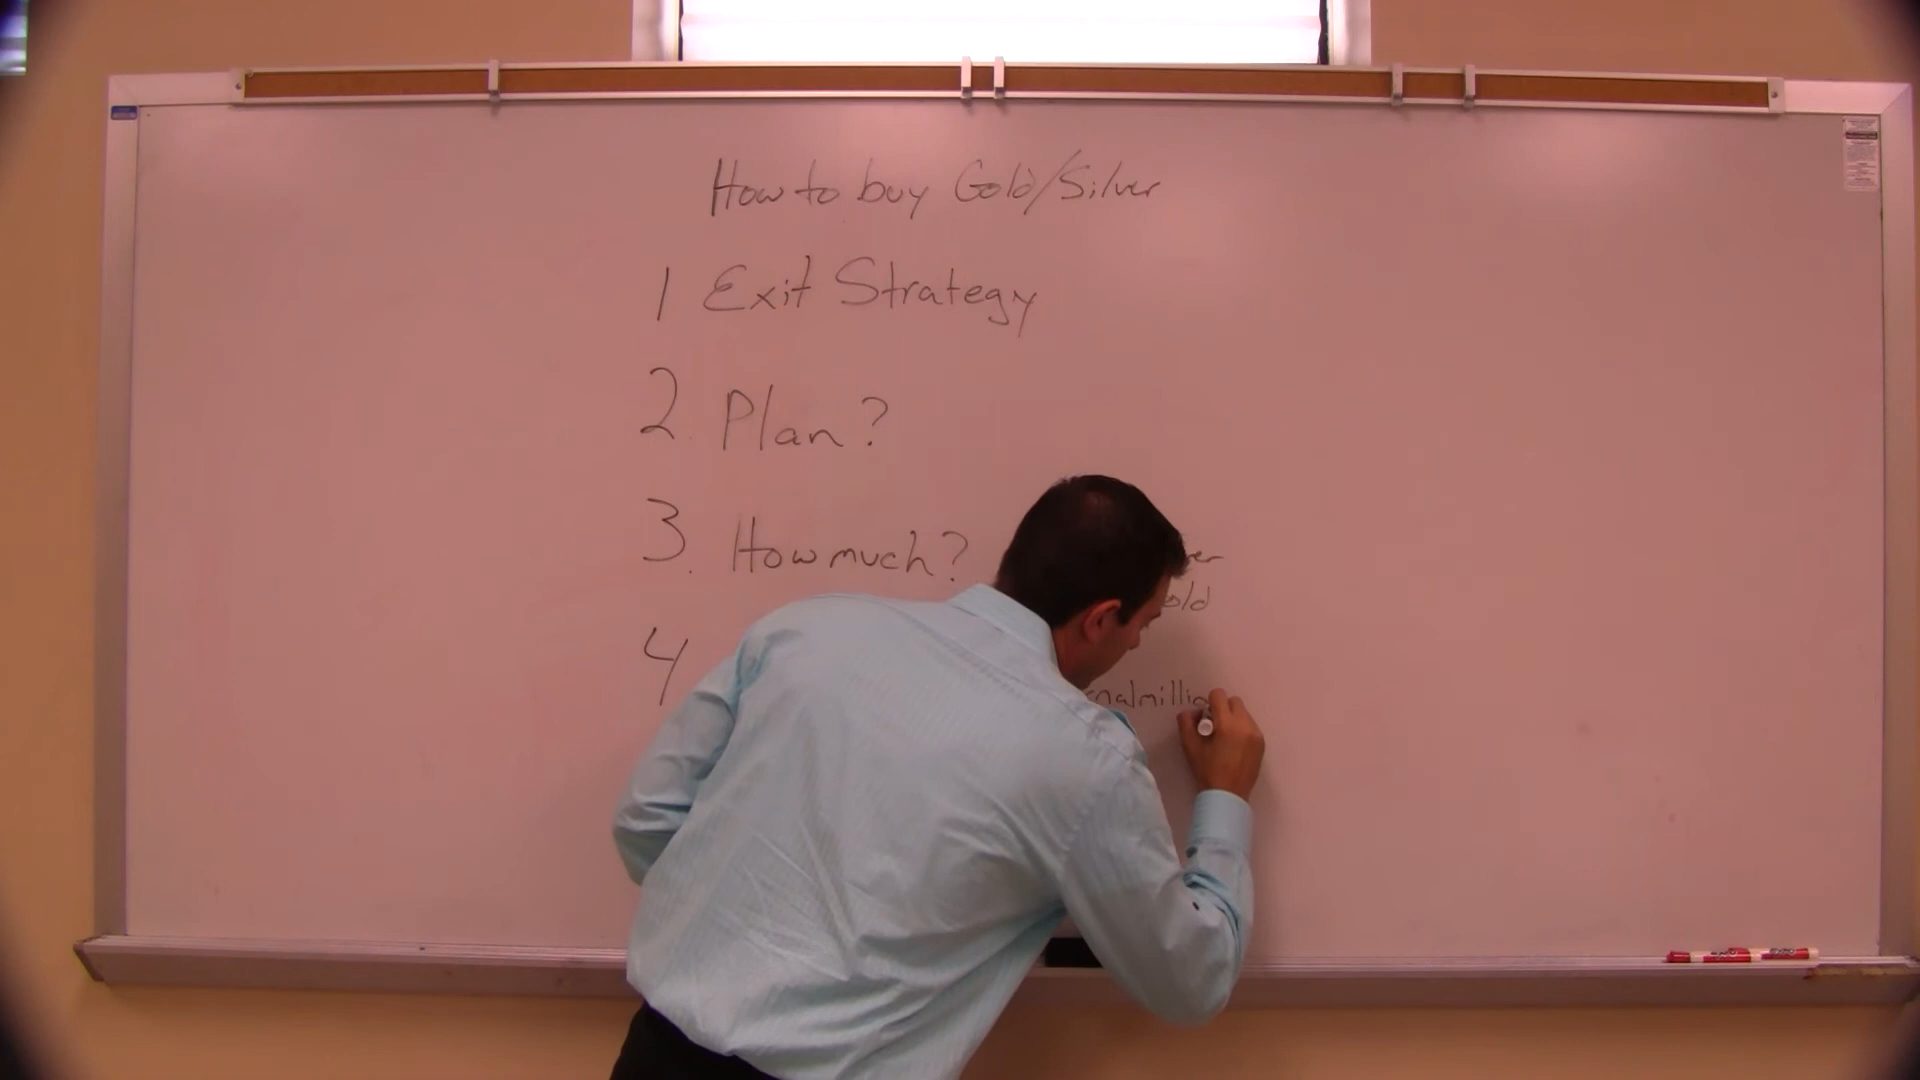 How to buy Gold/Silver
1 Exit Strategy
2. Plan?
3. How much?
4